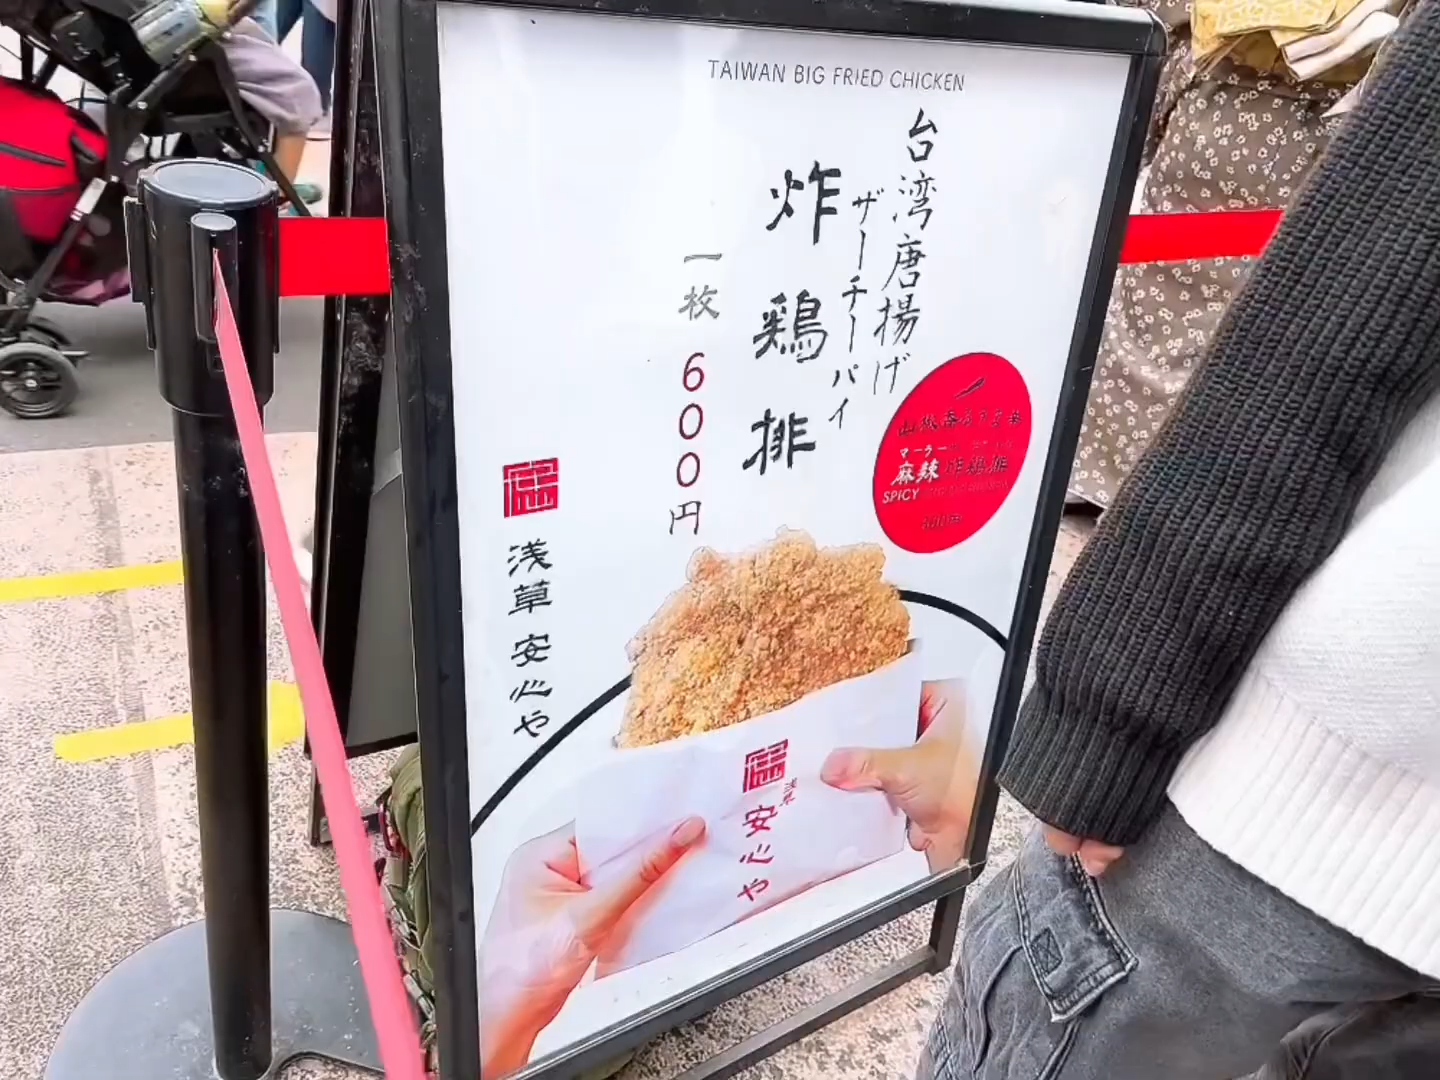 TAIWAN BIG FRIED CHICKEN
台湾唐揚げ
ザーチーパイ
炸鶏排
一枚 600円
マーラー
麻辣炸鶏排
SPICY
浅草 安心や
浅草
安心や